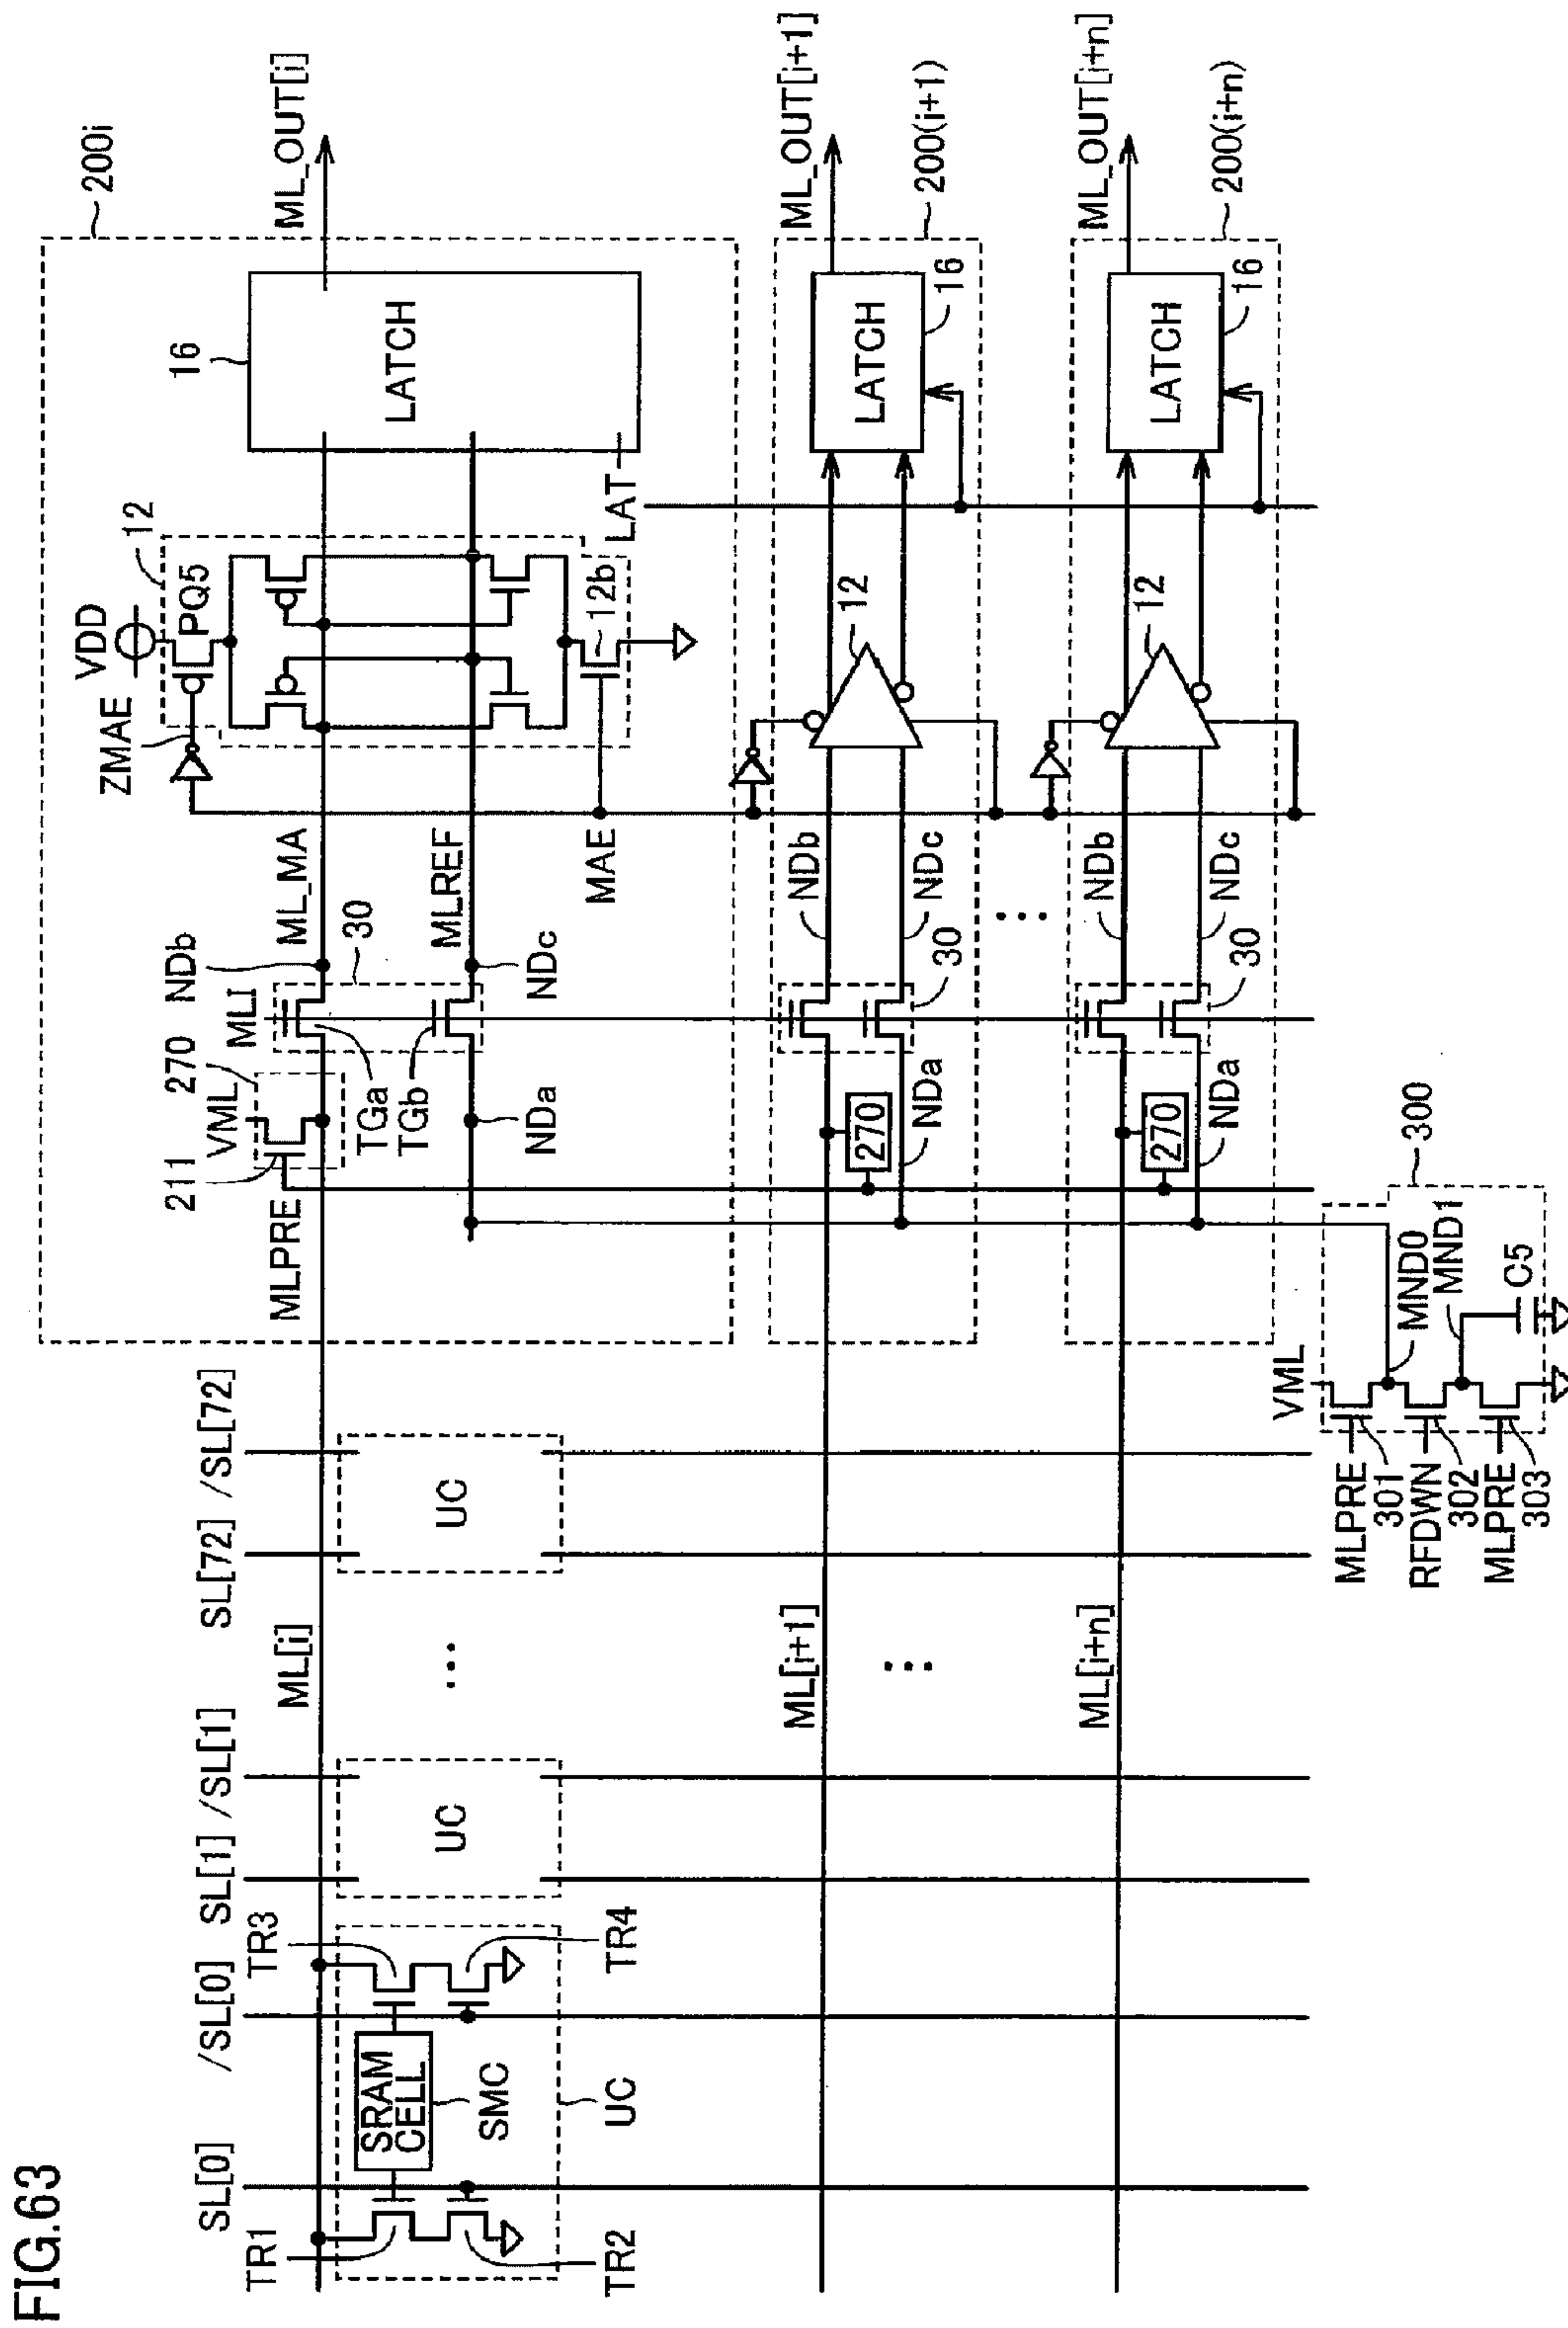 FIG.63
200i
ML_OUT[i]
16
LATCH
LAT
12
VDD
PQ5
ZMAE
12b
MAE
ML_MA
MLREF
30
NDb
NDc
MLI
270
VML
211
TGa
TGb
NDa
MLPRE
SL[72] /SL[72]
UC
ML[i]
...
SL[1] /SL[1]
UC
SL[0]
/SL[0]
TR1
TR2
TR3
TR4
SRAM
CELL
SMC
UC
ML_OUT[i+1]
200(i+1)
16
LATCH
12
NDb
NDc
30
270
NDa
ML[i+1]
...
...
ML_OUT[i+n]
200(i+n)
16
LATCH
12
NDb
NDc
30
270
NDa
ML[i+n]
300
VML
MND0
MND1
C5
MLPRE
301
RFDWN
302
MLPRE
303